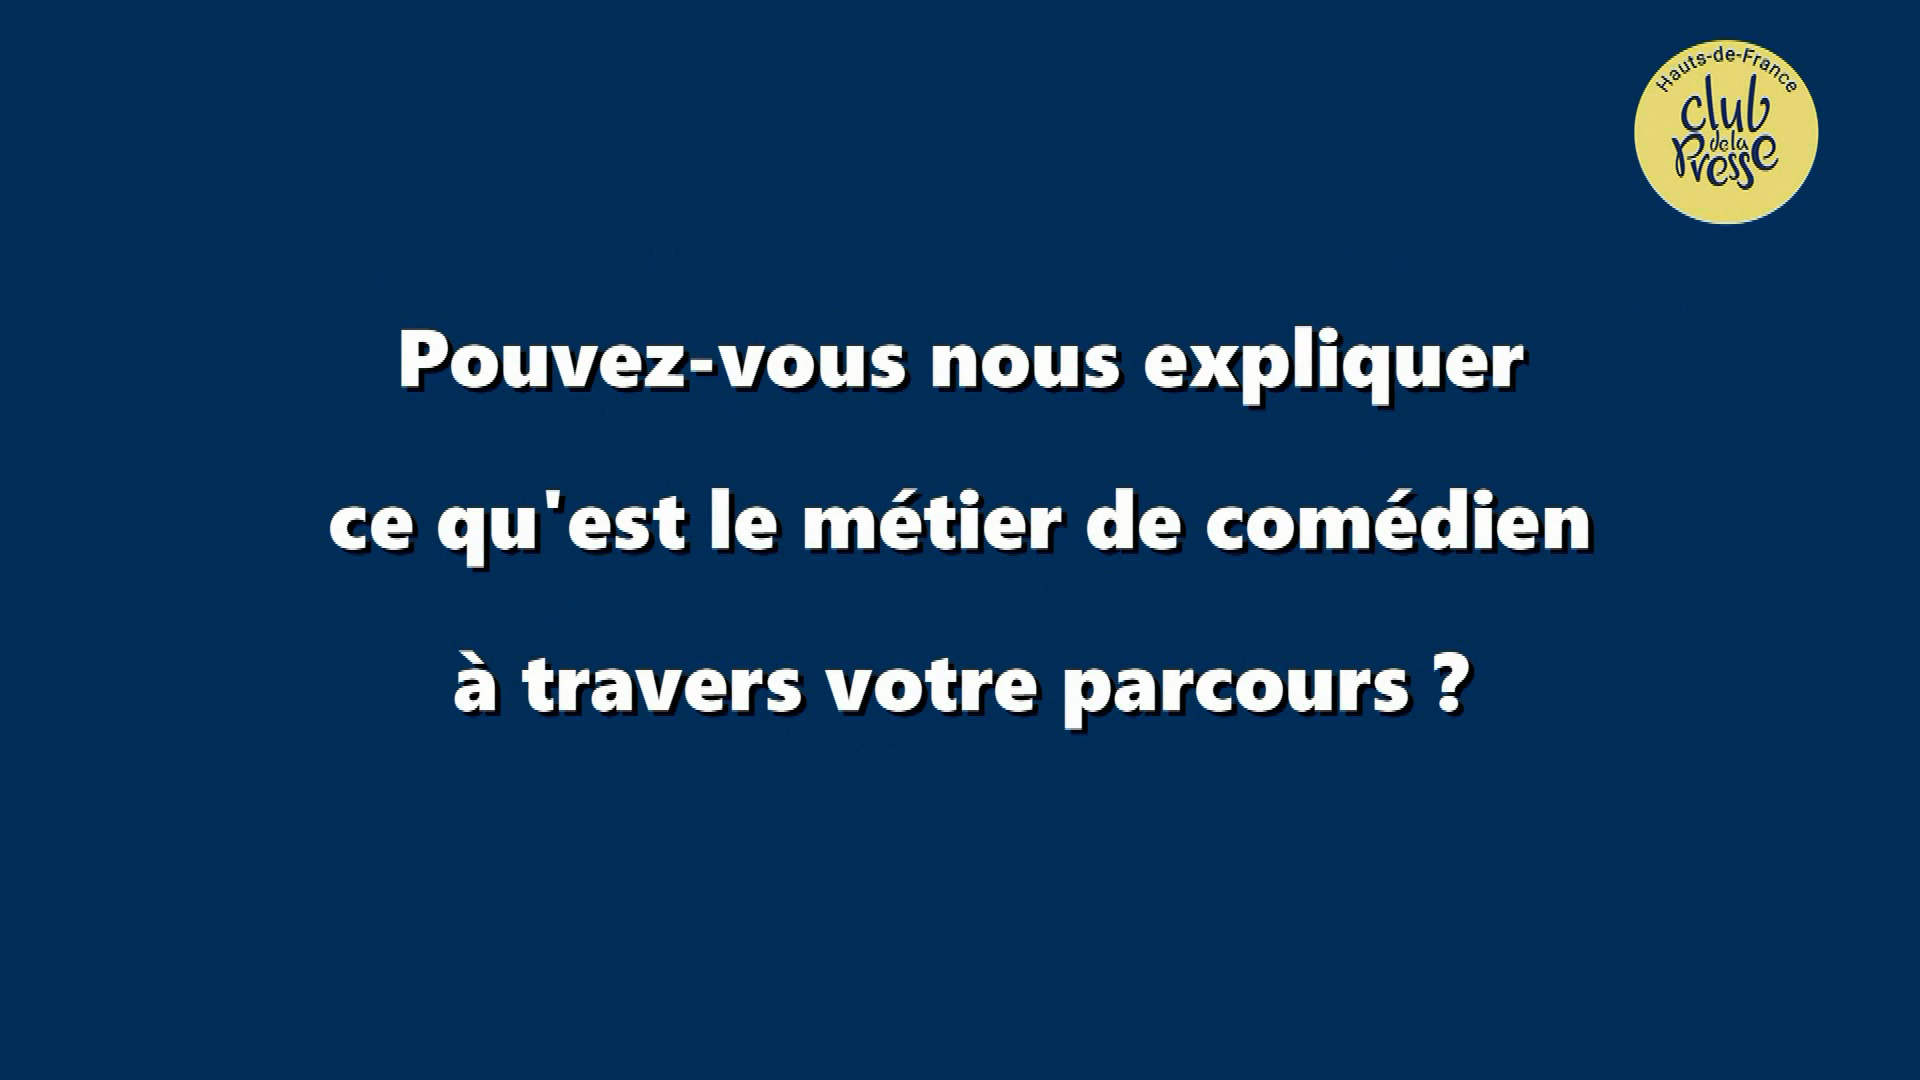 Hauts-de-France
club
de la
Presse
Pouvez-vous nous expliquer
ce qu'est le métier de comédien
à travers votre parcours ?